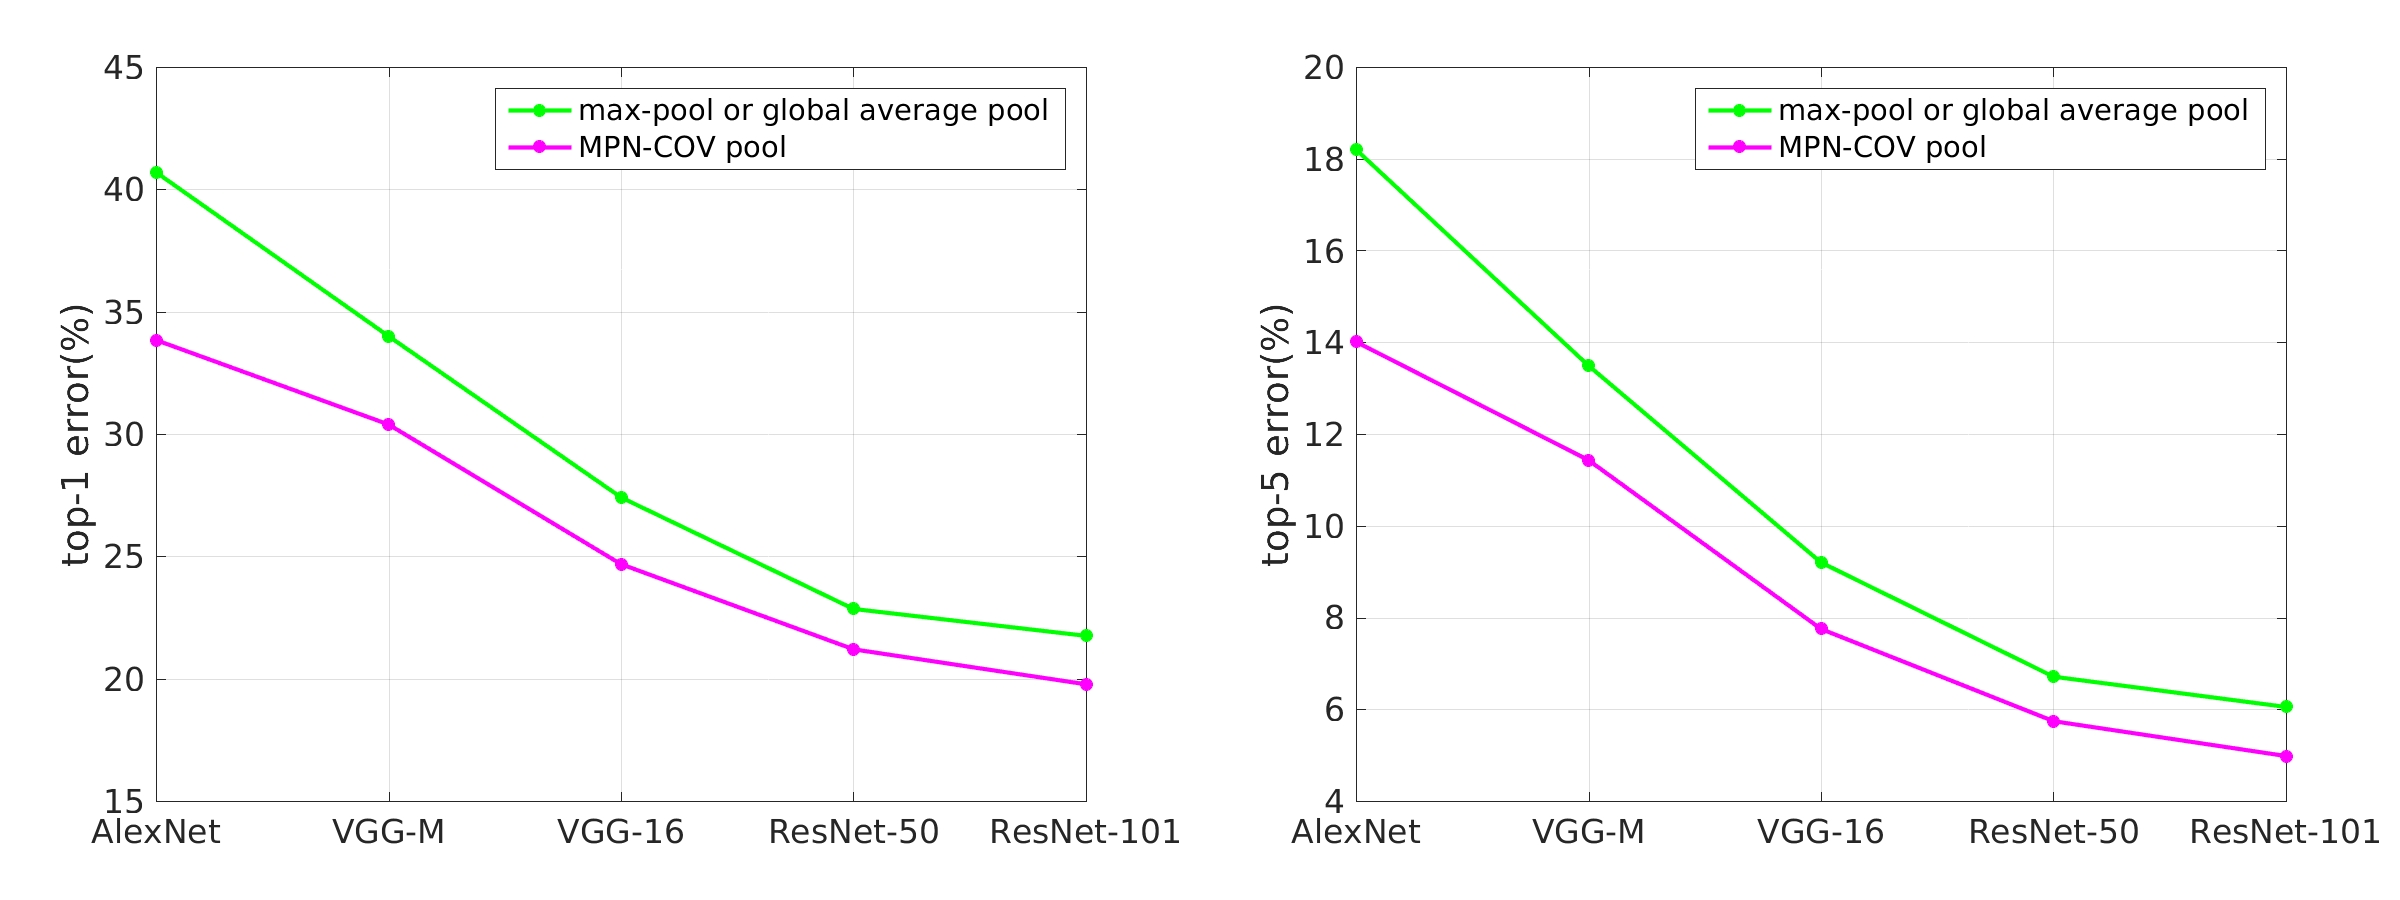 45
40
35
30
25
20
15
top-1 error(%)
max-pool or global average pool
MPN-COV pool
AlexNet VGG-M VGG-16 ResNet-50 ResNet-101
20
18
16
14
12
10
8
6
4
top-5 error(%)
max-pool or global average pool
MPN-COV pool
AlexNet VGG-M VGG-16 ResNet-50 ResNet-101